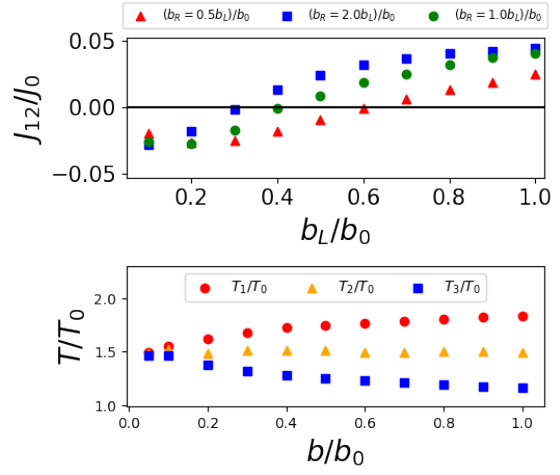 (b_R = 0.5b_L)/b_0 (b_R = 2.0b_L)/b_0 (b_R = 1.0b_L)/b_0
0.05
0.00
−0.05
J_12/J_0
0.2 0.4 0.6 0.8 1.0
b_L/b_0
T_1/T_0 T_2/T_0 T_3/T_0
2.0
1.5
1.0
T/T_0
0.0 0.2 0.4 0.6 0.8 1.0
b/b_0